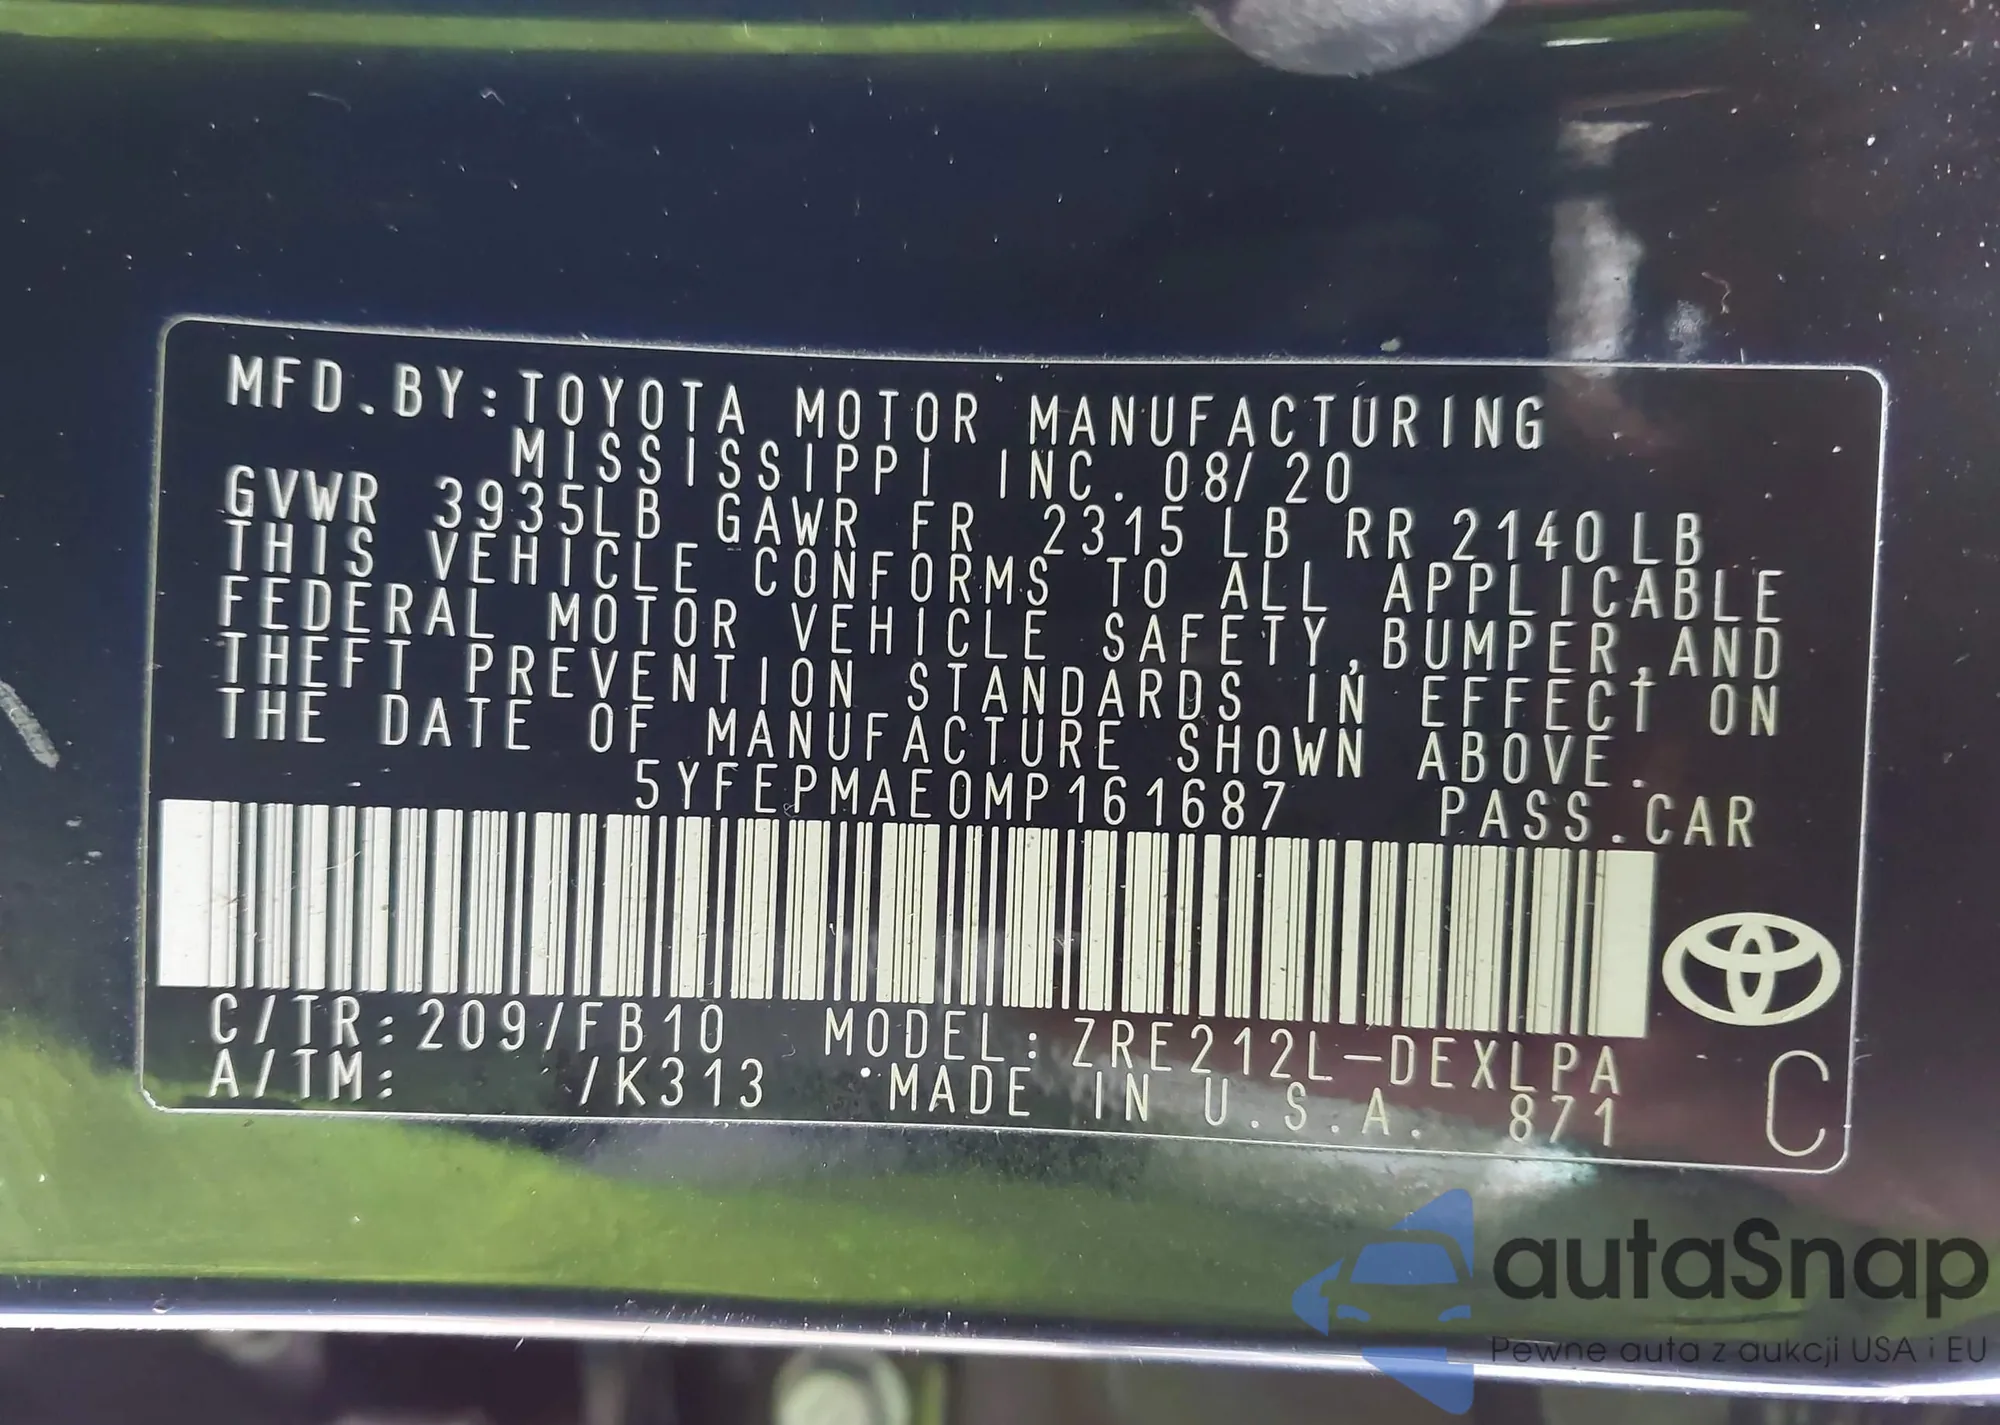 MFD.BY:TOYOTA MOTOR MANUFACTURING
MISSISSIPPI INC. 08/20
GVWR 3935LB GAWR FR 2315 LB RR 2140LB
THIS VEHICLE CONFORMS TO ALL APPLICABLE
FEDERAL MOTOR VEHICLE SAFETY,BUMPER,AND
THEFT PREVENTION STANDARDS IN EFFECT ON
THE DATE OF MANUFACTURE SHOWN ABOVE.
5YFEPMAE0MP161687 PASS.CAR
C/TR:209/FB10 MODEL:ZRE212L-DEXLPA
A/TM: /K313 MADE IN U.S.A. 871
C
autaSnap
Pewne auta z aukcji USA i EU